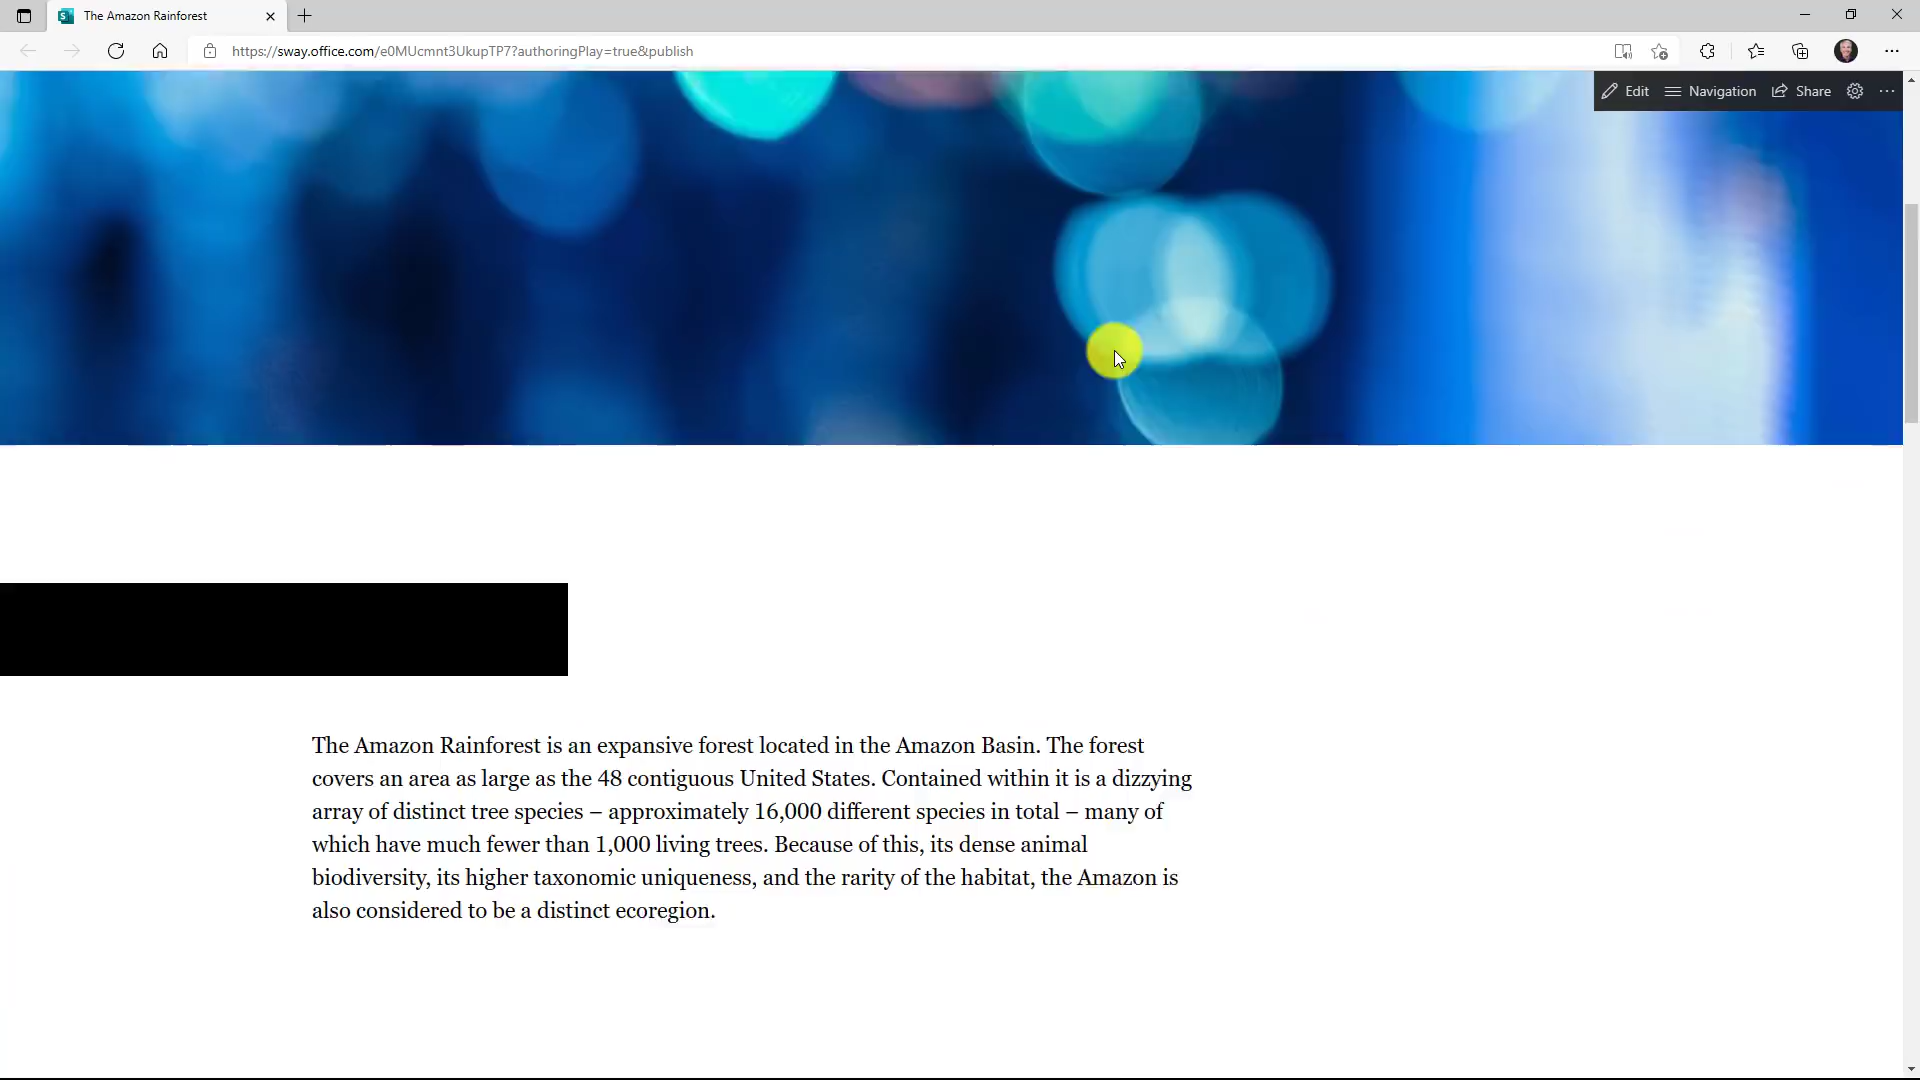 The Amazon Rainforest
https://sway.office.com/e0MUcmnt3UkupTP7?authoringPlay=true&publish
Edit
Navigation
Share
The Amazon Rainforest is an expansive forest located in the Amazon Basin. The forest
covers an area as large as the 48 contiguous United States. Contained within it is a dizzying
array of distinct tree species – approximately 16,000 different species in total – many of
which have much fewer than 1,000 living trees. Because of this, its dense animal
biodiversity, its higher taxonomic uniqueness, and the rarity of the habitat, the Amazon is
also considered to be a distinct ecoregion.